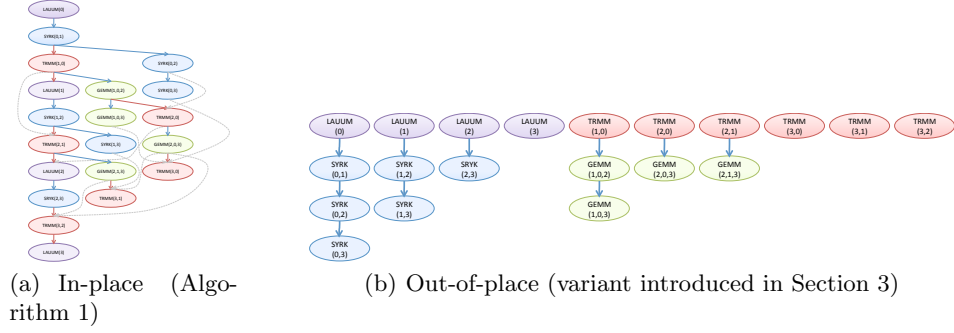 LAUUM(0)
SYRK(0,1)
TRMM(1,0)
SYRK(0,2)
LAUUM(1)
GEMM(1,0,2)
SYRK(0,3)
SYRK(1,2)
GEMM(1,0,3)
TRMM(2,0)
TRMM(2,1)
SYRK(1,3)
GEMM(2,0,3)
LAUUM(2)
GEMM(2,1,3)
TRMM(3,0)
SYRK(2,3)
TRMM(3,1)
TRMM(3,2)
LAUUM(3)
(a) In-place (Algo-
rithm 1)
LAUUM
(0)
LAUUM
(1)
LAUUM
(2)
LAUUM
(3)
TRMM
(1,0)
TRMM
(2,0)
TRMM
(2,1)
TRMM
(3,0)
TRMM
(3,1)
TRMM
(3,2)
SYRK
(0,1)
SYRK
(1,2)
SRYK
(2,3)
GEMM
(1,0,2)
GEMM
(2,0,3)
GEMM
(2,1,3)
SYRK
(0,2)
SYRK
(1,3)
GEMM
(1,0,3)
SYRK
(0,3)
(b) Out-of-place (variant introduced in Section 3)